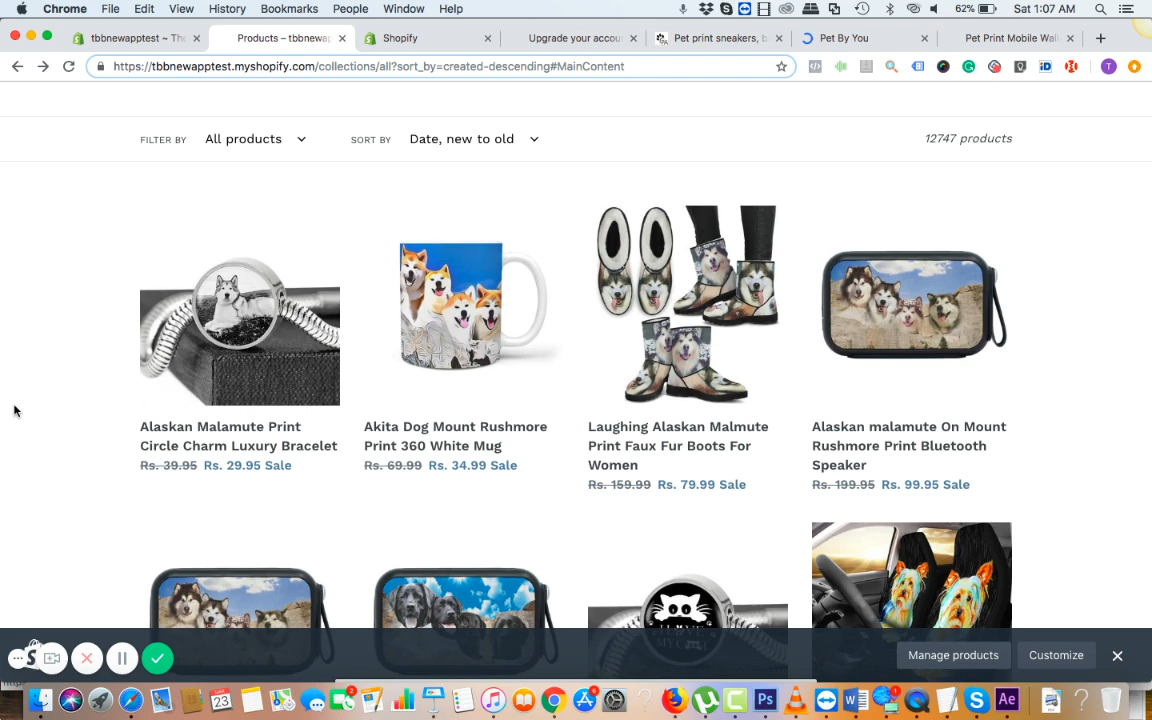 Chrome File Edit View History Bookmarks People Window Help 62% Sat 1:07 AM
tbbnewapptest ~ The
Products – tbbnewap
Shopify
Upgrade your accou
Pet print sneakers, b
Pet By You
Pet Print Mobile Wal
https://tbbnewapptest.myshopify.com/collections/all?sort_by=created-descending#MainContent
FILTER BY All products SORT BY Date, new to old 12747 products
Alaskan Malamute Print
Circle Charm Luxury Bracelet
Rs. 39.95 Rs. 29.95 Sale
Akita Dog Mount Rushmore
Print 360 White Mug
Rs. 69.99 Rs. 34.99 Sale
Laughing Alaskan Malmute
Print Faux Fur Boots For
Women
Rs. 159.99 Rs. 79.99 Sale
Alaskan malamute On Mount
Rushmore Print Bluetooth
Speaker
Rs. 199.95 Rs. 99.95 Sale
Manage products Customize